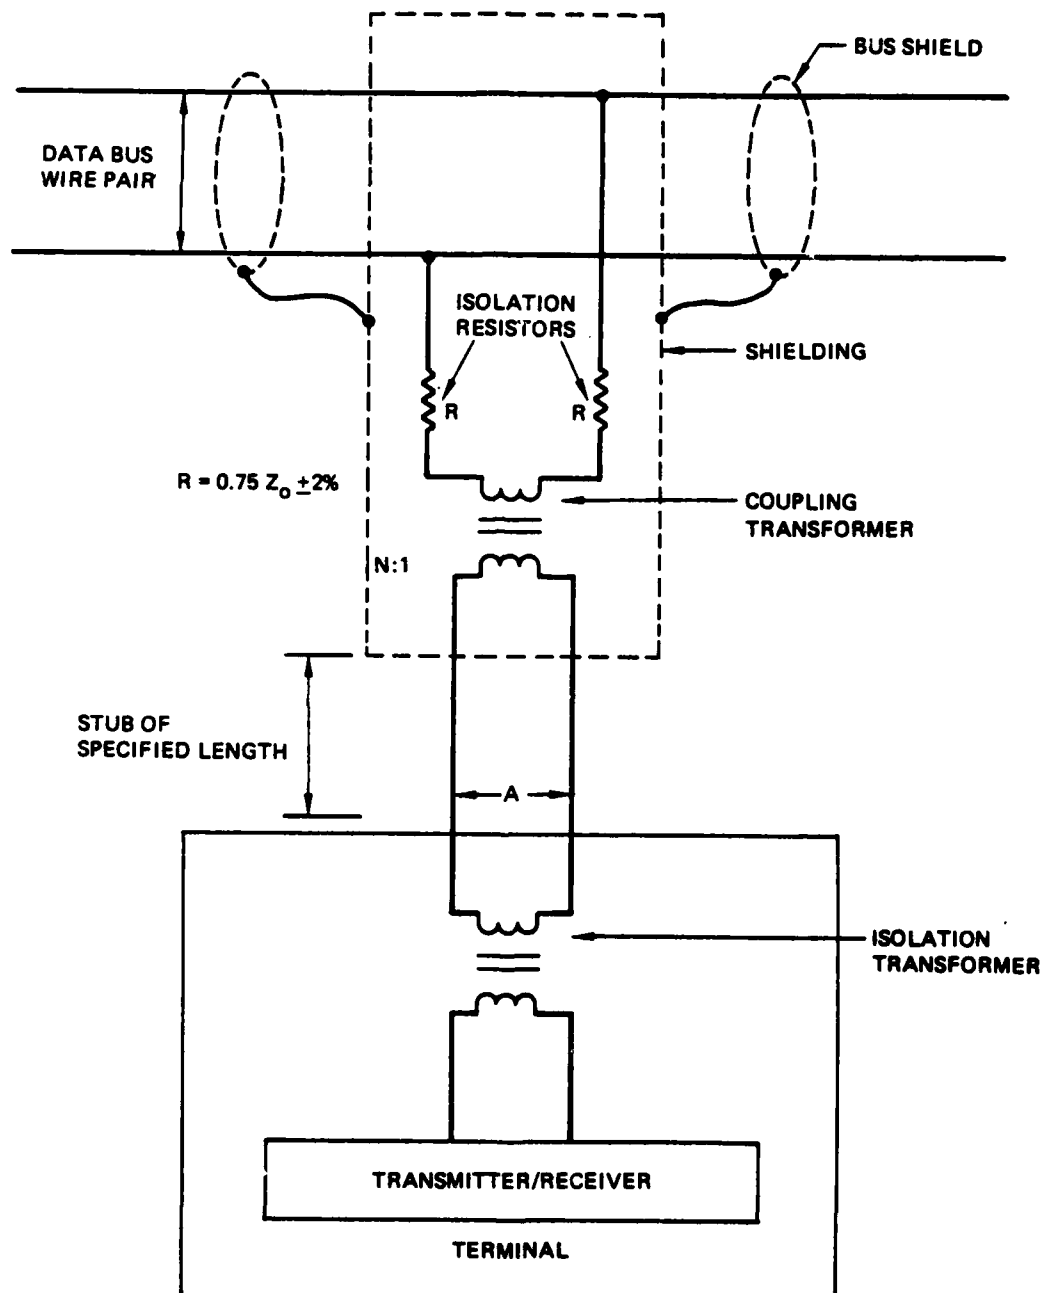 BUS SHIELD
DATA BUS
WIRE PAIR
ISOLATION
RESISTORS
SHIELDING
R
R
R = 0.75 Z₀ ±2%
COUPLING
TRANSFORMER
N:1
STUB OF
SPECIFIED LENGTH
A
ISOLATION
TRANSFORMER
TRANSMITTER/RECEIVER
TERMINAL